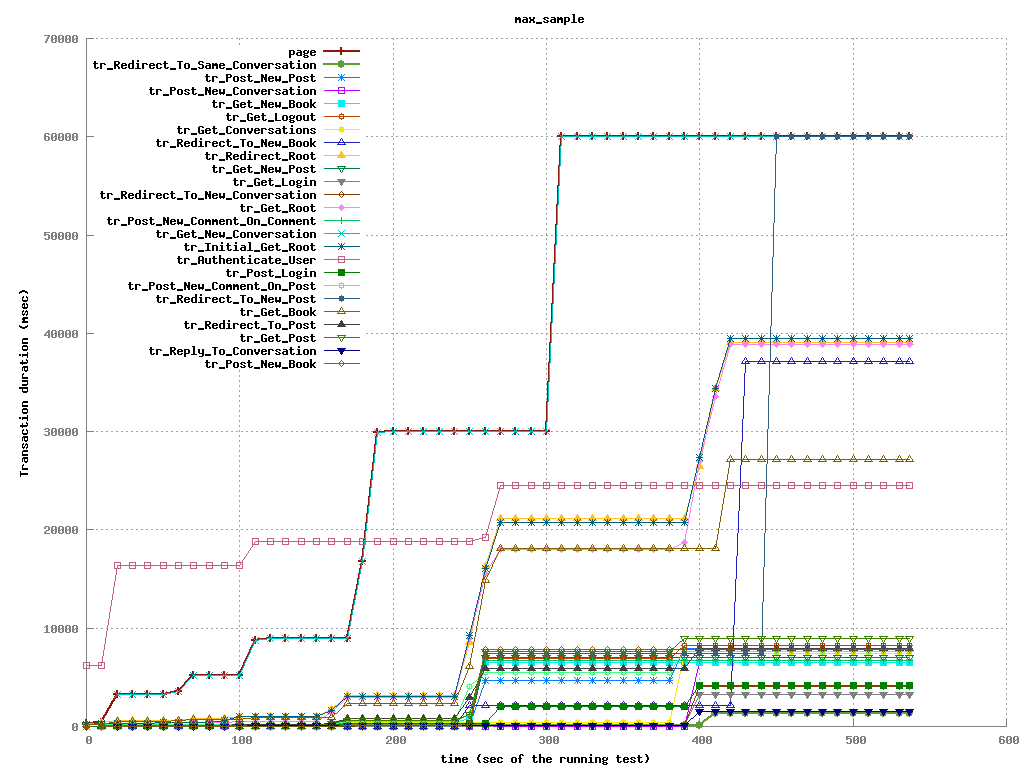 max_sample
70000
60000
50000
40000
30000
20000
10000
0
Transaction duration (msec)
page
tr_Redirect_To_Same_Conversation
tr_Post_New_Post
tr_Post_New_Conversation
tr_Get_New_Book
tr_Get_Logout
tr_Get_Conversations
tr_Redirect_To_New_Book
tr_Redirect_Root
tr_Get_New_Post
tr_Get_Login
tr_Redirect_To_New_Conversation
tr_Get_Root
tr_Post_New_Comment_On_Comment
tr_Get_New_Conversation
tr_Initial_Get_Root
tr_Authenticate_User
tr_Post_Login
tr_Post_New_Comment_On_Post
tr_Redirect_To_New_Post
tr_Get_Book
tr_Redirect_To_Post
tr_Get_Post
tr_Reply_To_Conversation
tr_Post_New_Book
0 100 200 300 400 500 600
time (sec of the running test)